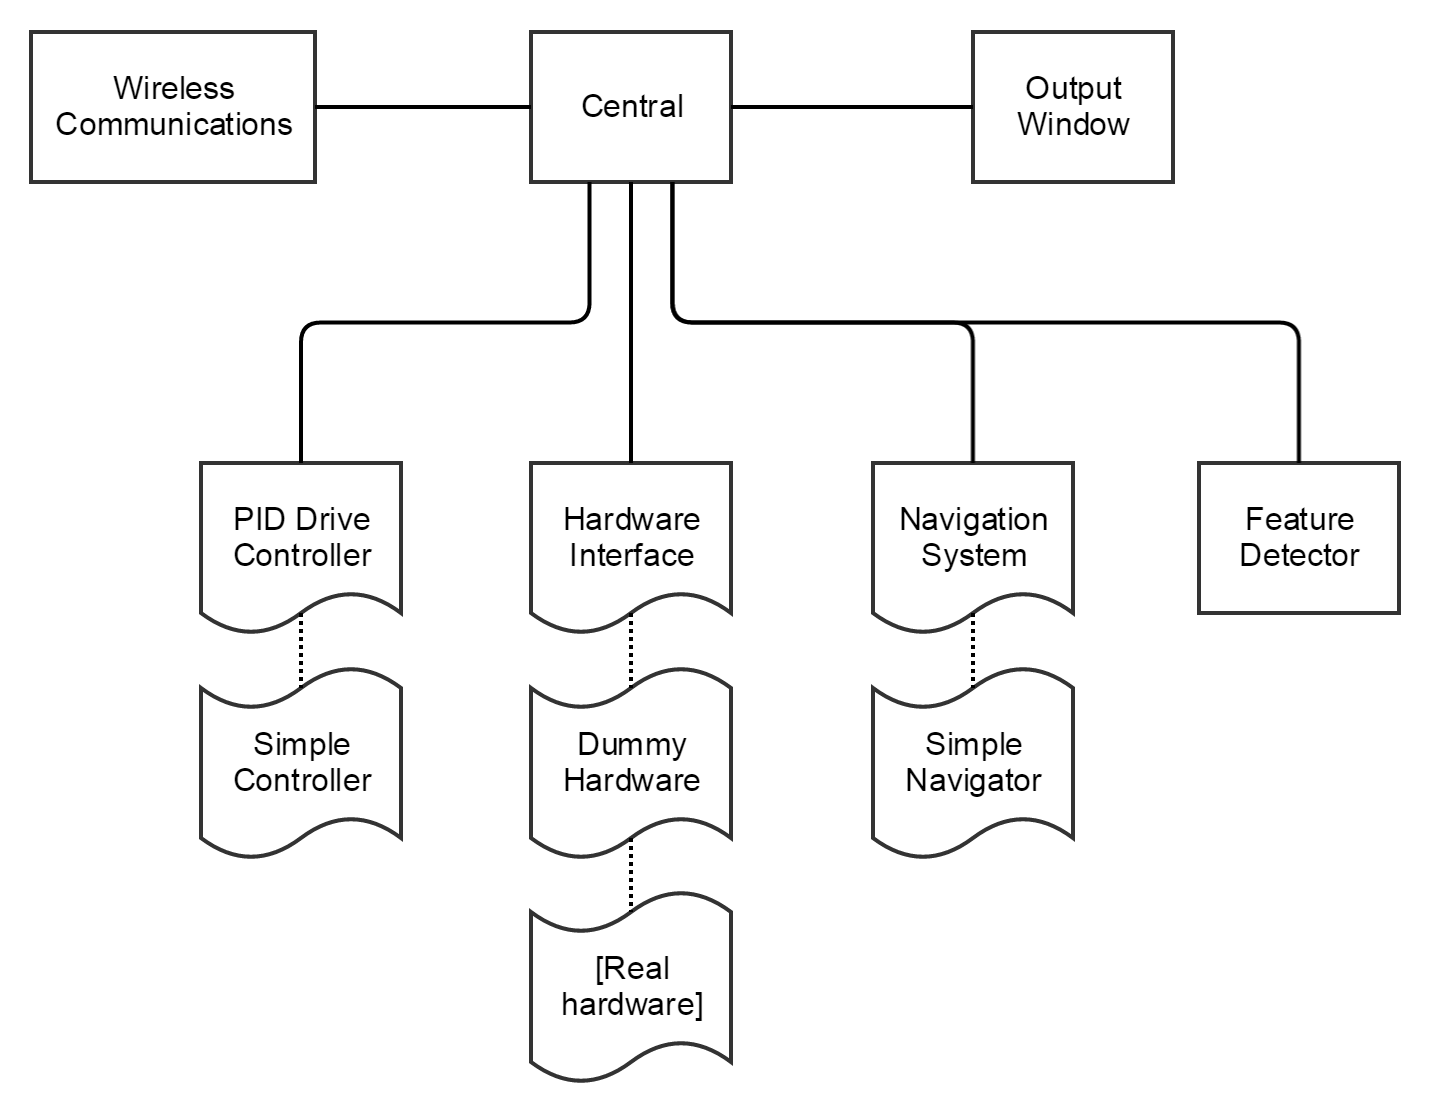 Wireless
Communications
Central
Output
Window
PID Drive
Controller
Hardware
Interface
Navigation
System
Feature
Detector
Simple
Controller
Dummy
Hardware
Simple
Navigator
[Real
hardware]